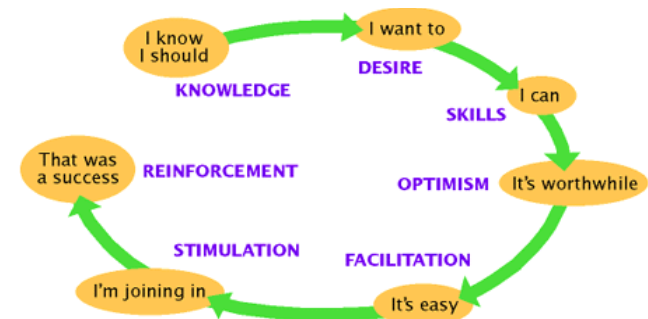 I know
I should
KNOWLEDGE
I want to
DESIRE
I can
SKILLS
It's worthwhile
OPTIMISM
It's easy
FACILITATION
I'm joining in
STIMULATION
That was
a success
REINFORCEMENT